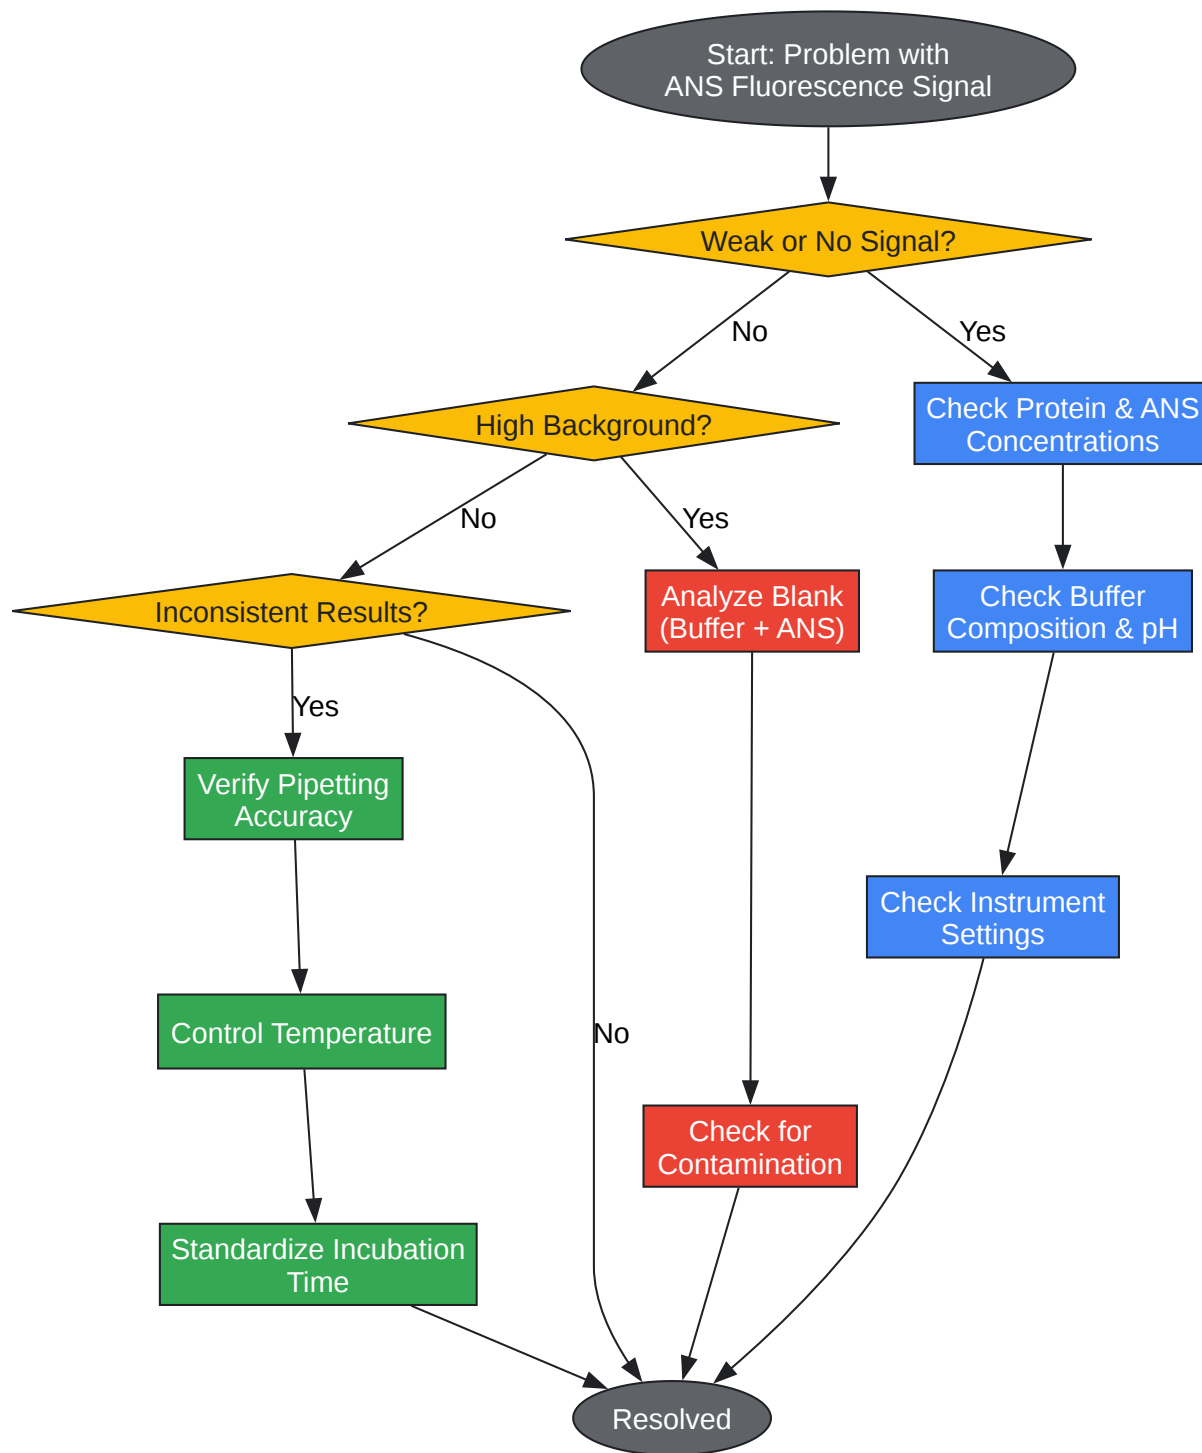 Start: Problem with
ANS Fluorescence Signal
Weak or No Signal?
No
Yes
High Background?
Check Protein & ANS
Concentrations
No
Yes
Inconsistent Results?
Analyze Blank
(Buffer + ANS)
Check Buffer
Composition & pH
Yes
Verify Pipetting
Accuracy
Check Instrument
Settings
Control Temperature
No
Check for
Contamination
Standardize Incubation
Time
Resolved